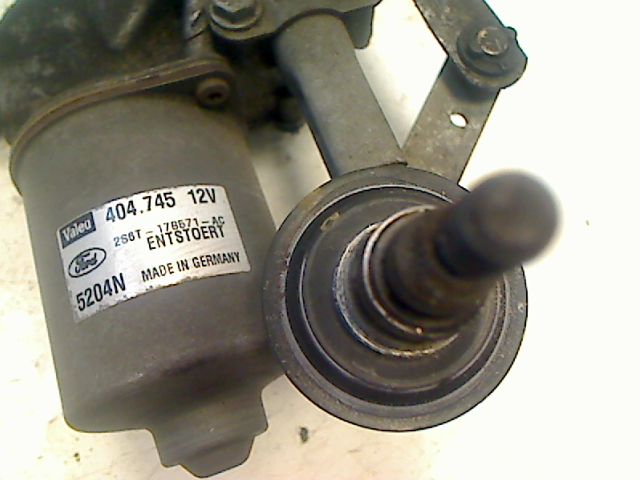 Valeo 404.745 12V
2S6T-17B571-AC
Ford ENTSTOERT
5204N MADE IN GERMANY